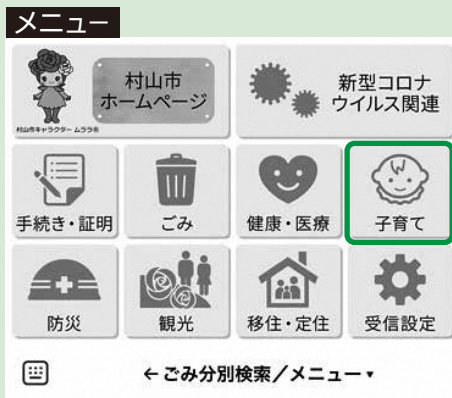 メニュー
村山市
ホームページ
村山市キャラクター ムララ®
新型コロナ
ウイルス関連
手続き・証明
ごみ
健康・医療
子育て
防災
観光
移住・定住
受信設定
←ごみ分別検索/メニュー▾